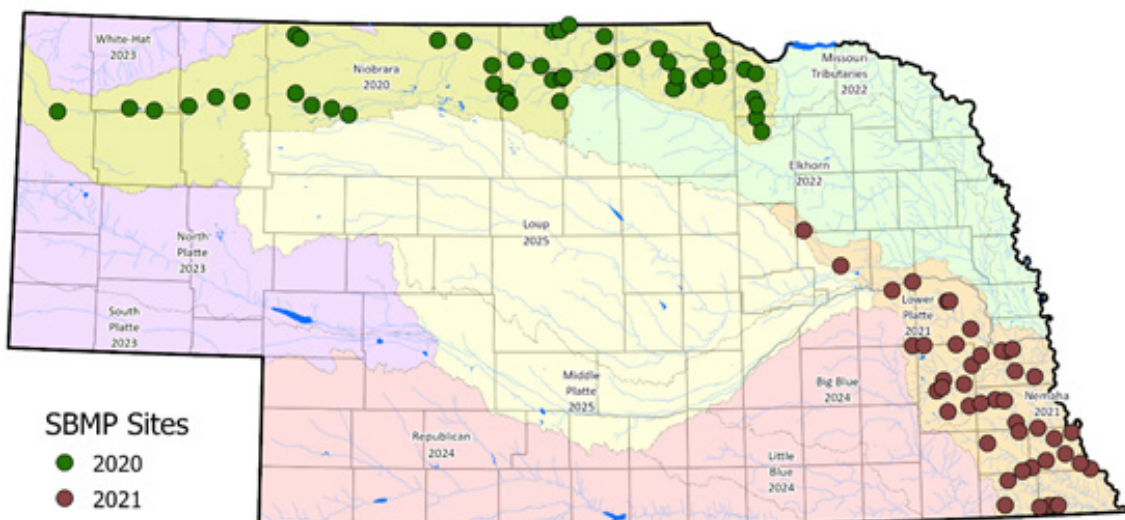 White-Hat
2023
Niobrara
2020
Missouri
Tributaries
2022
Elkhorn
2022
Loup
2025
North
Platte
2023
South
Platte
2023
Lower
Platte
2021
Middle
Platte
2025
Big Blue
2024
Nemaha
2021
Republican
2024
Little
Blue
2024
SBMP Sites
2020
2021